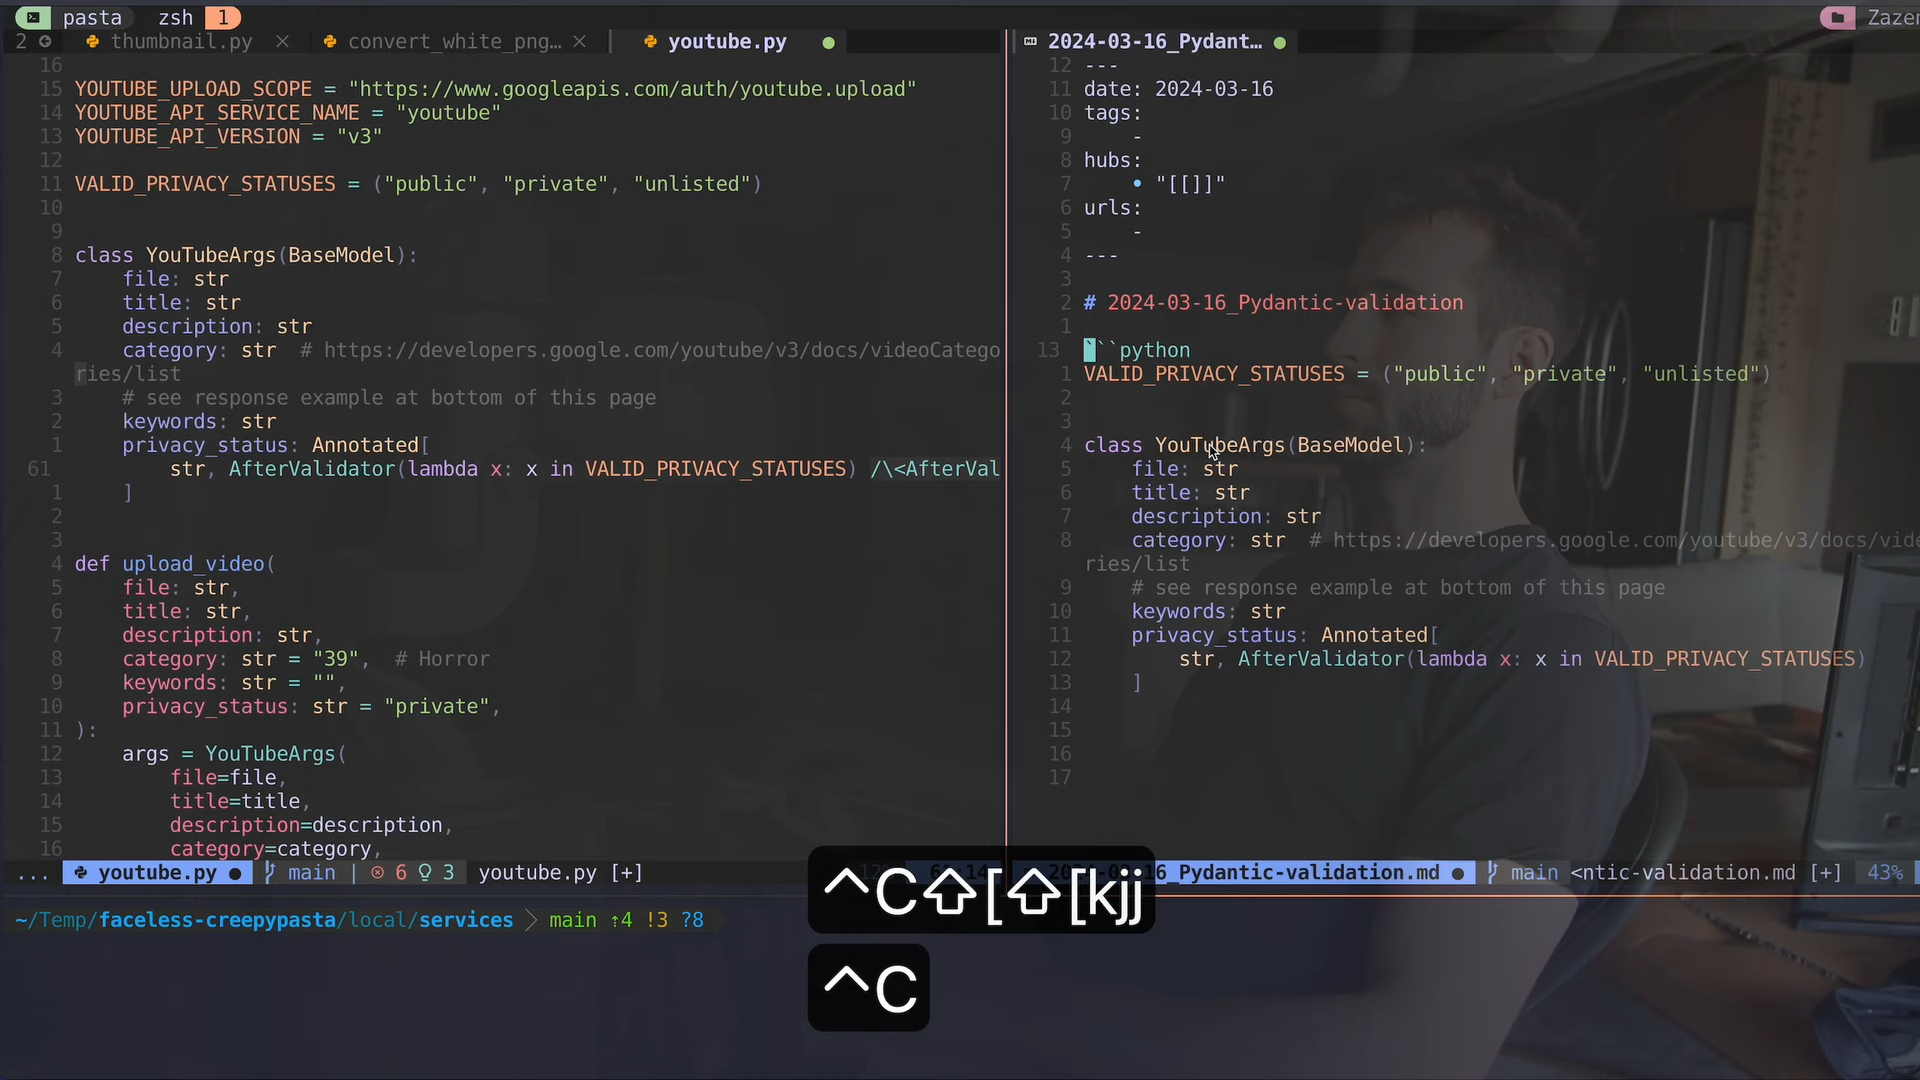 pasta zsh 1 Zazen
2 thumbnail.py × convert_white_png… × youtube.py
16
15 YOUTUBE_UPLOAD_SCOPE = "https://www.googleapis.com/auth/youtube.upload"
14 YOUTUBE_API_SERVICE_NAME = "youtube"
13 YOUTUBE_API_VERSION = "v3"
12
11 VALID_PRIVACY_STATUSES = ("public", "private", "unlisted")
10
9
8 class YouTubeArgs(BaseModel):
7 file: str
6 title: str
5 description: str
4 category: str # https://developers.google.com/youtube/v3/docs/videoCatego
ries/list
3 # see response example at bottom of this page
2 keywords: str
1 privacy_status: Annotated[
61 str, AfterValidator(lambda x: x in VALID_PRIVACY_STATUSES) /\<AfterVal
1 ]
2
3
4 def upload_video(
5 file: str,
6 title: str,
7 description: str,
8 category: str = "39", # Horror
9 keywords: str = "",
10 privacy_status: str = "private",
11 ):
12 args = YouTubeArgs(
13 file=file,
14 title=title,
15 description=description,
16 category=category,
... youtube.py ● main | 6 3 youtube.py [+]
2024-03-16_Pydant… ●
12 ---
11 date: 2024-03-16
10 tags:
9 -
8 hubs:
7 • "[[]]"
6 urls:
5 -
4 ---
3
2 # 2024-03-16_Pydantic-validation
1
13 ```python
1 VALID_PRIVACY_STATUSES = ("public", "private", "unlisted")
2
3
4 class YouTubeArgs(BaseModel):
5 file: str
6 title: str
7 description: str
8 category: str # https://developers.google.com/youtube/v3/docs/vide
ries/list
9 # see response example at bottom of this page
10 keywords: str
11 privacy_status: Annotated[
12 str, AfterValidator(lambda x: x in VALID_PRIVACY_STATUSES)
13 ]
14
15
16
17
_Pydantic-validation.md ● main <ntic-validation.md [+] 43%
~/Temp/faceless-creepypasta/local/services main ⇡4 !3 ?8
^C⇧[⇧[kjj
^C